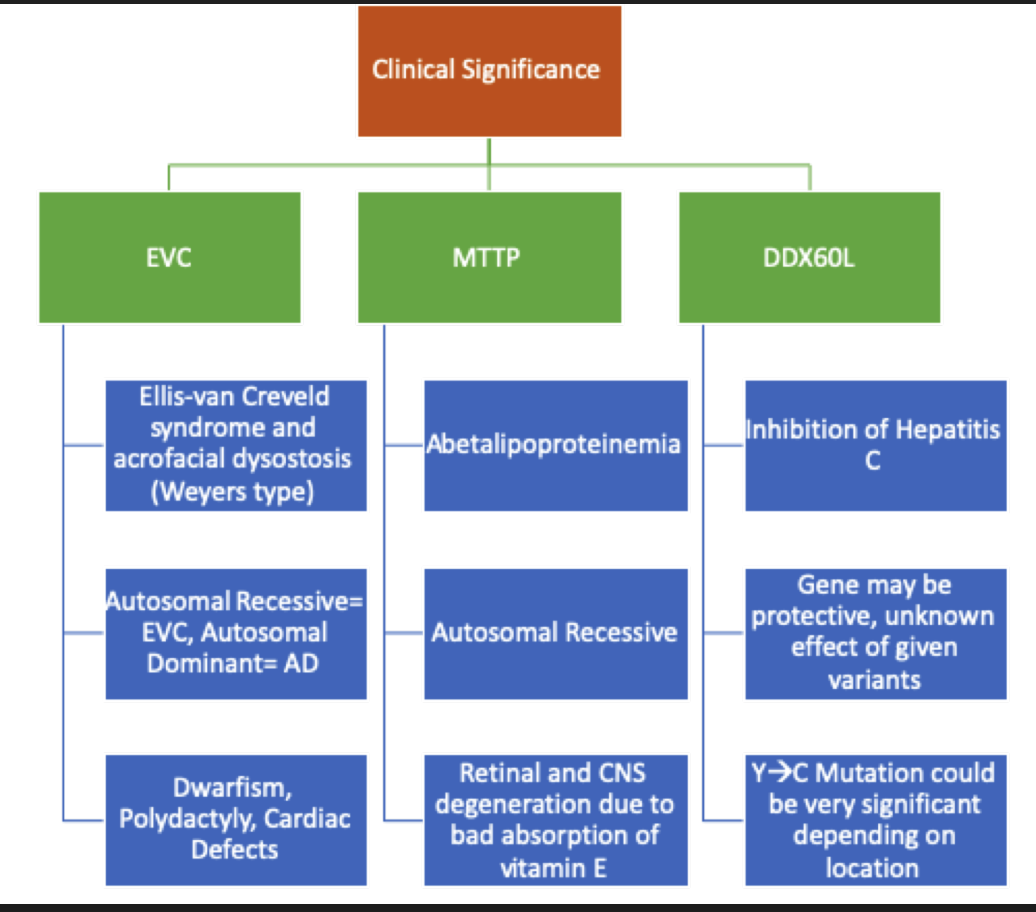 Clinical Significance
EVC
MTTP
DDX60L
Ellis-van Creveld
syndrome and
acrofacial dysostosis
(Weyers type)
Autosomal Recessive=
EVC, Autosomal
Dominant= AD
Dwarfism,
Polydactyly, Cardiac
Defects
Abetalipoproteinemia
Autosomal Recessive
Retinal and CNS
degeneration due to
bad absorption of
vitamin E
Inhibition of Hepatitis
C
Gene may be
protective, unknown
effect of given
variants
Y→C Mutation could
be very significant
depending on
location